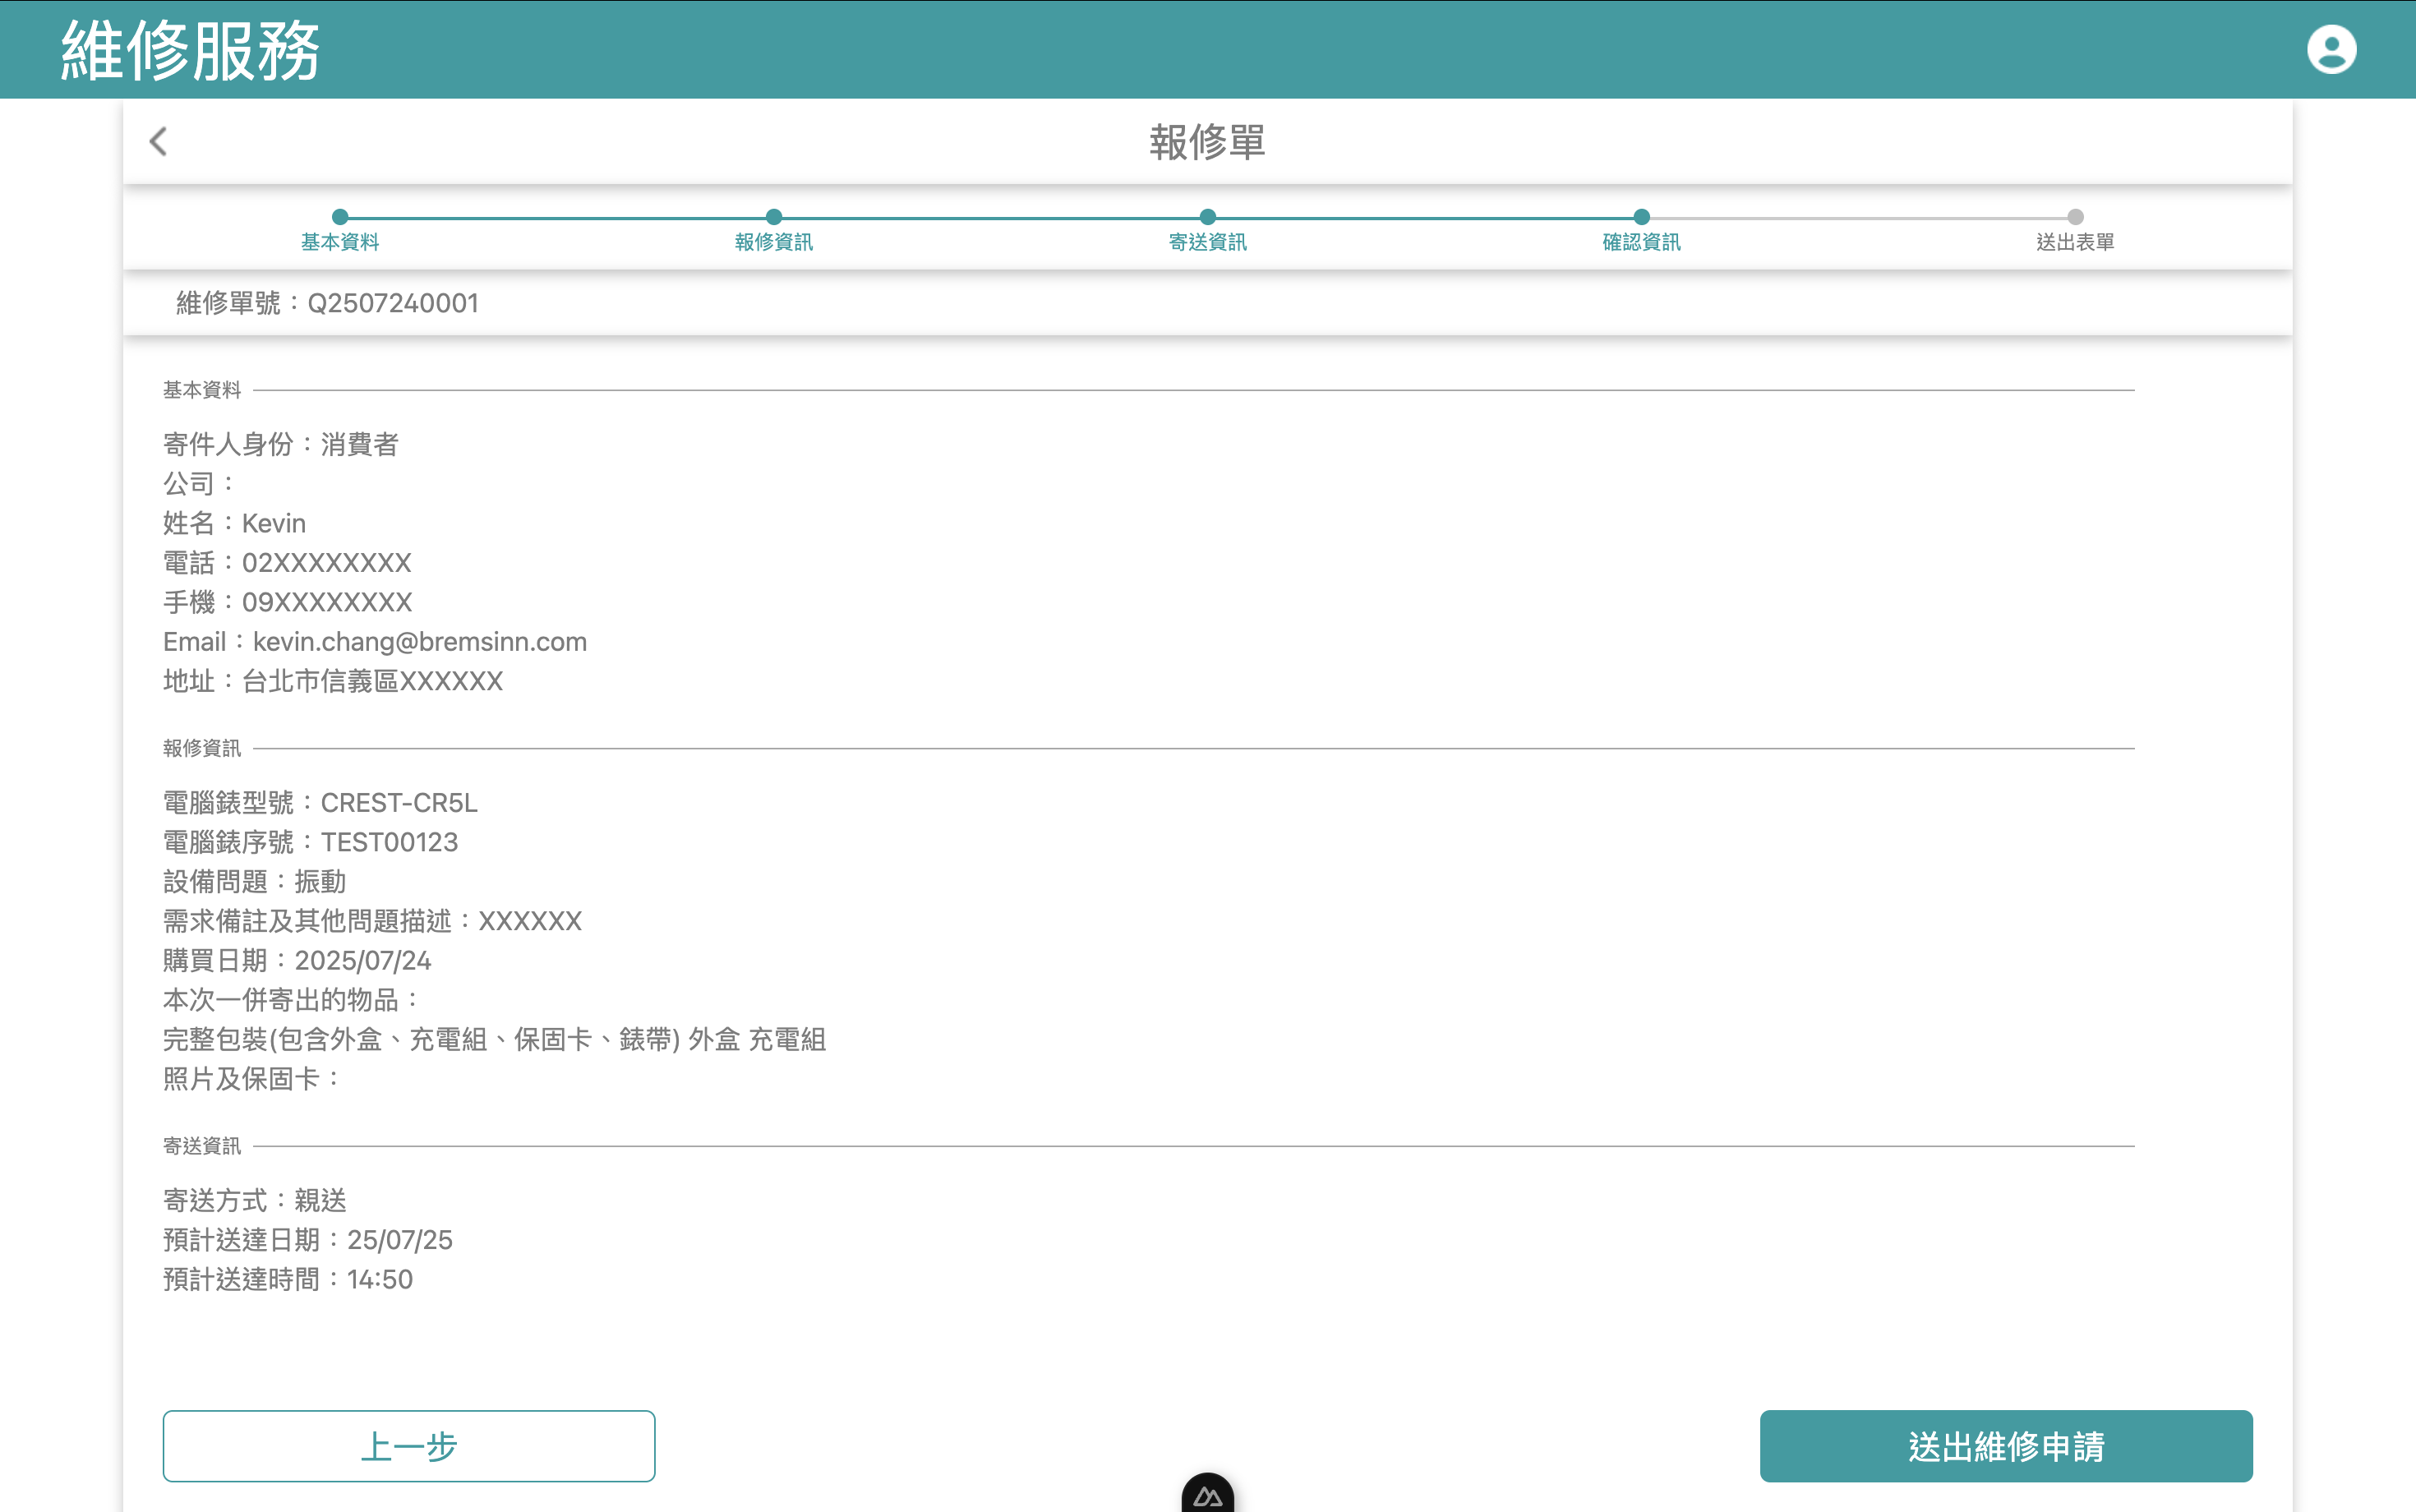 維修服務
報修單
基本資料
報修資訊
寄送資訊
確認資訊
送出表單
維修單號：Q2507240001
基本資料
寄件人身份：消費者
公司：
姓名：Kevin
電話：02XXXXXXXX
手機：09XXXXXXXX
Email：kevin.chang@bremsinn.com
地址：台北市信義區XXXXXX
報修資訊
電腦錶型號：CREST-CR5L
電腦錶序號：TEST00123
設備問題：振動
需求備註及其他問題描述：XXXXXX
購買日期：2025/07/24
本次一併寄出的物品：
完整包裝(包含外盒、充電組、保固卡、錶帶) 外盒 充電組
照片及保固卡：
寄送資訊
寄送方式：親送
預計送達日期：25/07/25
預計送達時間：14:50
上一步
送出維修申請